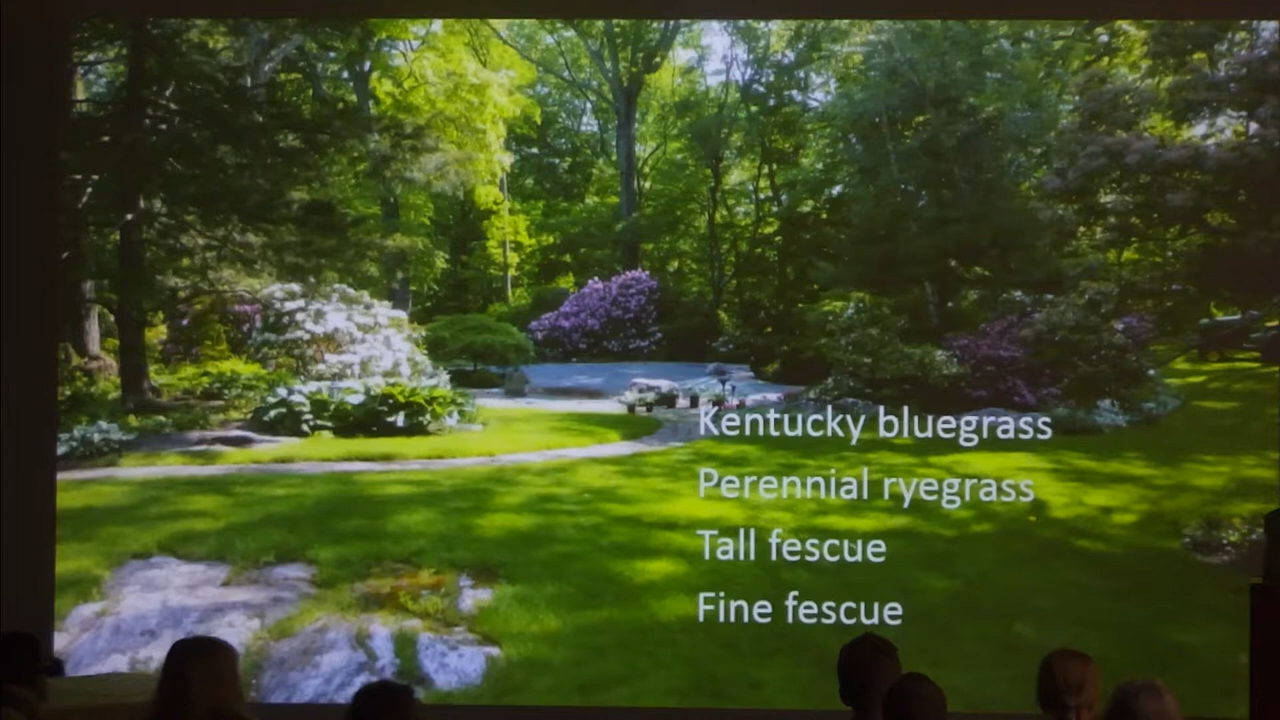 Kentucky bluegrass
Perennial ryegrass
Tall fescue
Fine fescue